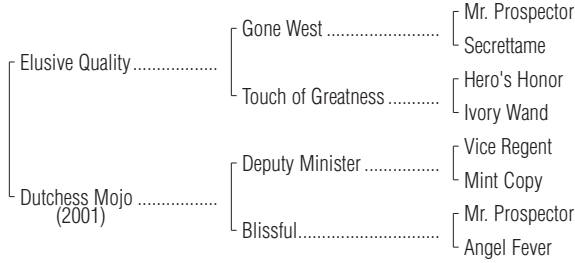 Mr. Prospector
Gone West ........................
Secrettame
Elusive Quality ..................
Hero's Honor
Touch of Greatness ...........
Ivory Wand
Vice Regent
Deputy Minister ................
Mint Copy
Dutchess Mojo .................
(2001)
Mr. Prospector
Blissful..............................
Angel Fever